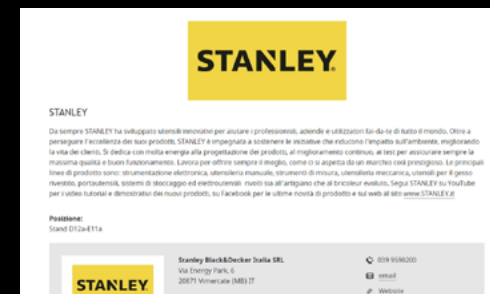 STANLEY
STANLEY
Da sempre STANLEY ha sviluppato utensili innovativi per aiutare i professionisti, aziende e utilizzatori fai-da-te di tutto il mondo. Oltre a
perseguire l'eccellenza dei suoi prodotti, STANLEY è impegnata a sostenere le iniziative che riducono l'impatto sull'ambiente, migliorando
la vita dei clienti. Si dedica con molta energia alla progettazione dei prodotti, al miglioramento continuo, ai test per assicurare sempre la
massima qualità e buon funzionamento. Lavora per offrire sempre il meglio, come ci si aspetta da un marchio così prestigioso. Le principali
linee di prodotto sono: strumentazione elettronica, utensileria manuale, strumenti di misura, utensileria meccanica, utensili per il gesso
rivestito, portautensili, sistemi di stoccaggio ed elettroutensili rivolti sia all'artigiano che al bricoleur evoluto. Segui STANLEY su YouTube
per i video tutorial e dimostrativi dei nuovi prodotti, su Facebook per le ultime novità di prodotto e sul web al sito www.STANLEY.it
Posizione:
Stand D12a-E11a
STANLEY
Stanley Black&Decker Italia SRL
Via Energy Park, 6
20871 Vimercate (MB) IT
039 9590200
email
Website